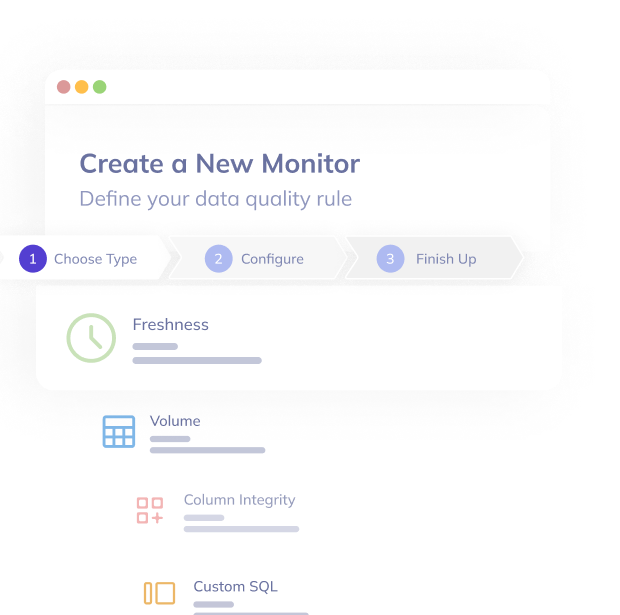 Create a New Monitor
Define your data quality rule
1 Choose Type 2 Configure 3 Finish Up
Freshness
Volume
Column Integrity
Custom SQL